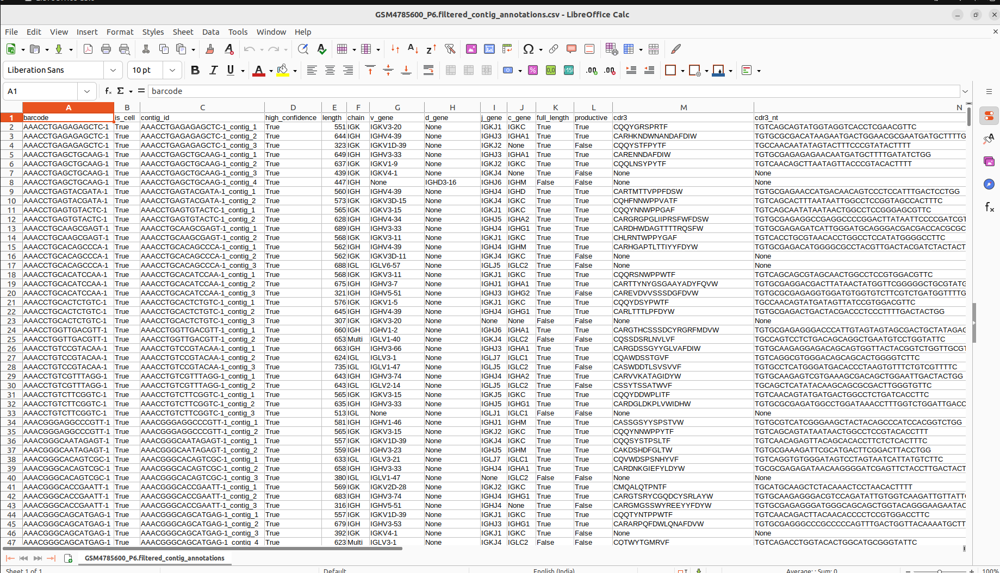 GSM4785600_P6.filtered_contig_annotations.csv - LibreOffice Calc
File Edit View Insert Format Styles Sheet Data Tools Window Help
Liberation Sans 10 pt
A1 barcode
A B C D E F G H I J K L M N
1 barcode is_cell contig_id high_confidence length chain v_gene d_gene j_gene c_gene full_length productive cdr3 cdr3_nt
2 AAACCTGAGAGAGCTC-1 True AAACCTGAGAGAGCTC-1_contig_1 True 551 IGK IGKV3-20 None IGKJ1 IGKC True True CQQYGRSPRTF TGTCAGCAGTATGGTAGGTCACCTCGAACGTTC
3 AAACCTGAGAGAGCTC-1 True AAACCTGAGAGAGCTC-1_contig_2 True 644 IGH IGHV4-39 None IGHJ3 IGHA1 True True CARHKNDWNANDAFDIW TGTGCGCGACATAAGAATGACTGGAACGCGAATGATGCTTTTG
4 AAACCTGAGAGAGCTC-1 True AAACCTGAGAGAGCTC-1_contig_3 True 323 IGK IGKV1D-39 None IGKJ2 None True False CQQYSTFPYTF TGCCAACAATATAGTACTTTCCCGTATACTTTT
5 AAACCTGAGCTGCAAG-1 True AAACCTGAGCTGCAAG-1_contig_1 True 649 IGH IGHV3-33 None IGHJ3 IGHA1 True True CARENNDAFDIW TGTGCGAGAGAGAACAATGATGCTTTTGATATCTGG
6 AAACCTGAGCTGCAAG-1 True AAACCTGAGCTGCAAG-1_contig_2 True 637 IGK IGKV1-9 None IGKJ2 IGKC True True CQQLNSYPYTF TGTCAACAGCTTAATAGTTACCCGTACACTTTT
7 AAACCTGAGCTGCAAG-1 True AAACCTGAGCTGCAAG-1_contig_3 True 439 IGK IGKV4-1 None IGKJ4 None True False None None
8 AAACCTGAGCTGCAAG-1 True AAACCTGAGCTGCAAG-1_contig_4 True 447 IGH None IGHD3-16 IGHJ6 IGHM False False None None
9 AAACCTGAGTACGATA-1 True AAACCTGAGTACGATA-1_contig_1 True 560 IGH IGHV4-39 None IGHJ4 IGHD True True CARTMTTVPPFDSW TGTGCGAGAACCATGACAACAGTCCCTCCATTTGACTCCTGG
10 AAACCTGAGTACGATA-1 True AAACCTGAGTACGATA-1_contig_2 True 573 IGK IGKV3D-15 None IGKJ4 IGKC True True CQHFNNWPPVATF TGTCAGCACTTTAATAATTGGCCTCCGGTAGCCACTTTC
11 AAACCTGAGTGTACTC-1 True AAACCTGAGTGTACTC-1_contig_1 True 565 IGK IGKV3-15 None IGKJ1 IGKC True True CQQYNNWPPGAF TGTCAGCAATATAATAACTGGCCTCCGGGAGCGTTC
12 AAACCTGAGTGTACTC-1 True AAACCTGAGTGTACTC-1_contig_2 True 628 IGH IGHV4-34 None IGHJ5 IGHA2 True True CARGRGPGLIIPRSFWFDSW TGTGCGAGAGGCCGAGGCCCCGGACTTATAATTCCCCGATCGT
13 AAACCTGCAAGCGAGT-1 True AAACCTGCAAGCGAGT-1_contig_1 True 689 IGH IGHV3-33 None IGHJ4 IGHG1 True True CARDHWDAGTTTTRQSFW TGTGCGAGAGATCATTGGGATGCAGGGACGACGACCACGCGC
14 AAACCTGCAAGCGAGT-1 True AAACCTGCAAGCGAGT-1_contig_2 True 568 IGK IGKV3-11 None IGKJ1 IGKC True True CHLRNTWPPYGAF TGTCACCTGCGTAACACCTGGCCTCCATATGGGGCCTTC
15 AAACCTGCACAGCCCA-1 True AAACCTGCACAGCCCA-1_contig_1 True 562 IGH IGHV4-39 None IGHJ4 IGHM True True CARHGAPTLTTIYYFDYW TGTGCGAGACATGGGGCGCCTACGTTGACTACGATCTACTACT
16 AAACCTGCACAGCCCA-1 True AAACCTGCACAGCCCA-1_contig_2 True 562 IGK IGKV3D-11 None IGKJ4 IGKC True False None None
17 AAACCTGCACAGCCCA-1 True AAACCTGCACAGCCCA-1_contig_3 True 688 IGL IGLV6-57 None IGLJ5 IGLC2 True False None None
18 AAACCTGCACATCCAA-1 True AAACCTGCACATCCAA-1_contig_1 True 568 IGK IGKV3-11 None IGKJ1 IGKC True True CQQRSNWPPWTF TGTCAGCAGCGTAGCAACTGGCCTCCGTGGACGTTC
19 AAACCTGCACATCCAA-1 True AAACCTGCACATCCAA-1_contig_2 True 675 IGH IGHV3-7 None IGHJ1 IGHA1 True True CARTTYNYGSGAAYADYFQVW TGTGCGAGGACGACTTATAACTATGGTTCGGGGGCTGCGTATG
20 AAACCTGCACATCCAA-1 True AAACCTGCACATCCAA-1_contig_3 True 321 IGH IGHV5-51 None IGHJ3 IGHG2 True False CAREVDVVSSSDGFDVW TGTGCGCGAGAGGTGGATGTGGTGTCTTCGTCTGATGGTTTTG
21 AAACCTGCACTCTGTC-1 True AAACCTGCACTCTGTC-1_contig_1 True 576 IGK IGKV1-5 None IGKJ1 IGKC True True CQQYDSYPWTF TGCCAACAGTATGATAGTTATCCGTGGACGTTC
22 AAACCTGCACTCTGTC-1 True AAACCTGCACTCTGTC-1_contig_2 True 645 IGH IGHV4-39 None IGHJ4 IGHG1 True True CARLTTTLPFDYW TGTGCGAGACTGACTACGACCCTCCCTTTTGACTACTGG
23 AAACCTGCACTCTGTC-1 True AAACCTGCACTCTGTC-1_contig_3 True 307 IGK IGKV3-20 None None None False False None None
24 AAACCTGGTTGACGTT-1 True AAACCTGGTTGACGTT-1_contig_1 True 660 IGH IGHV1-2 None IGHJ6 IGHA1 True True CARGTHCSSSDCYRGRFMDVW TGTGCGAGAGGGACCCATTGTAGTAGTAGCGACTGCTATAGAG
25 AAACCTGGTTGACGTT-1 True AAACCTGGTTGACGTT-1_contig_2 True 653 Multi IGLV1-40 None IGKJ4 IGLC2 False False CQSSDSRLNVLVF TGCCAGTCCTCTGACAGCAGGCTGAATGTCCTGGTATTC
26 AAACCTGTCCGTACAA-1 True AAACCTGTCCGTACAA-1_contig_1 True 663 IGH IGHV3-66 None IGHJ3 IGHA1 True True CARGDSSGYYGLVAFDIW TGTGCAAGAGGAGACAGCAGTGGTTACTACGGTCTGGTTGCGT
27 AAACCTGTCCGTACAA-1 True AAACCTGTCCGTACAA-1_contig_2 True 624 IGL IGLV3-1 None IGLJ7 IGLC1 True True CQAWDSSTGVF TGTCAGGCGTGGGACAGCAGCACTGGGGTCTTC
28 AAACCTGTCCGTACAA-1 True AAACCTGTCCGTACAA-1_contig_3 True 735 IGL IGLV1-47 None IGLJ5 IGLC2 True False CASWDDTLSVSVVF TGTGCCTCATGGGATGACACCCTAAGTGTTTCTGTCGTTTTC
29 AAACCTGTCGTTTAGG-1 True AAACCTGTCGTTTAGG-1_contig_1 True 643 IGH IGHV3-74 None IGHJ4 IGHA2 True True CARVVKATAGIDYW TGTGCAAGAGTCGTGAAAGCGACAGCTGGAATTGACTACTGG
30 AAACCTGTCGTTTAGG-1 True AAACCTGTCGTTTAGG-1_contig_2 True 643 IGL IGLV2-14 None IGLJ5 IGLC2 True False CSSYTSSATWVF TGCAGCTCATATACAAGCAGCGCGACTTGGGTGTTC
31 AAACCTGTCTTCGGTC-1 True AAACCTGTCTTCGGTC-1_contig_1 True 565 IGK IGKV3-15 None IGKJ5 IGKC True True CQQYDDWPLITF TGTCAACAGTATGATGACTGGCCTCTGATCACCTTC
32 AAACCTGTCTTCGGTC-1 True AAACCTGTCTTCGGTC-1_contig_2 True 635 IGH IGHV3-33 None IGHJ5 IGHG1 True True CARDGLDKPLVWIDHW TGTGCGCGAGATGGCCTGGATAAACCTTTGGTCTGGATTGACC
33 AAACCTGTCTTCGGTC-1 True AAACCTGTCTTCGGTC-1_contig_3 True 513 IGL None None IGLJ1 IGLC1 False False None None
34 AAACGGGAGGCCCGTT-1 True AAACGGGAGGCCCGTT-1_contig_1 True 581 IGH IGHV1-46 None IGHJ1 IGHM True True CASSGSYYSPSTVW TGTGCGTCATCGGGAAGCTACTACAGCCCATCCACGGTCTGG
35 AAACGGGAGGCCCGTT-1 True AAACGGGAGGCCCGTT-1_contig_2 True 565 IGK IGKV3-15 None IGKJ2 IGKC True True CQQYNNWPPYTF TGTCAGCAGTATAATAACTGGCCTCCGTACACCTTT
36 AAACGGGCAATAGAGT-1 True AAACGGGCAATAGAGT-1_contig_1 True 557 IGK IGKV1D-39 None IGKJ4 IGKC True True CQQSYSTPSLTF TGTCAACAGAGTTACAGCACACCTTCTCTCACTTTC
37 AAACGGGCAATAGAGT-1 True AAACGGGCAATAGAGT-1_contig_2 True 559 IGH IGHV3-23 None IGHJ5 IGHM True True CAKDSHDFGLTW TGTGCGAAAGATTCGCATGACTTCGGACTTACCTGG
38 AAACGGGCACAGTCGC-1 True AAACGGGCACAGTCGC-1_contig_1 True 633 IGL IGLV3-21 None IGLJ7 IGLC1 True True CQVWDSPSNHYVF TGTCAGGTGTGGGATAGTCCTAGTAATCATTATGTCTTC
39 AAACGGGCACAGTCGC-1 True AAACGGGCACAGTCGC-1_contig_2 True 658 IGH IGHV3-33 None IGHJ4 IGHA1 True True CARDNKGIEFYLDYW TGCGCGAGAGATAACAAGGGGATCGAGTTCTACCTTGACTACT
40 AAACGGGCACAGTCGC-1 True AAACGGGCACAGTCGC-1_contig_3 True 380 IGL IGLV1-47 None None IGLC2 False False None None
41 AAACGGGCACCGAATT-1 True AAACGGGCACCGAATT-1_contig_1 True 569 IGK IGKV2D-28 None IGKJ2 IGKC True True CMQALQTPNTF TGCATGCAAGCTCTACAAACTCCTAACACTTTT
42 AAACGGGCACCGAATT-1 True AAACGGGCACCGAATT-1_contig_2 True 683 IGH IGHV3-74 None IGHJ4 IGHG1 True True CARGTSRYCGQDCYSRLAYW TGTGCAAGAGGGACGTCCAGATATTGTGGTCAAGATTGTTATT
43 AAACGGGCACCGAATT-1 True AAACGGGCACCGAATT-1_contig_3 True 316 IGH IGHV5-51 None IGHJ4 None True False CARGMGSSWYREEYYFDYW TGTGCGAGAGGGATGGGCAGCAGCTGGTACAGGGAAGAATAC
44 AAACGGGCAGCATGAG-1 True AAACGGGCAGCATGAG-1_contig_1 True 557 IGK IGKV1D-39 None IGKJ1 IGKC True True CQQTYNTPPWTF TGTCAACAGACTTACAACACCCCTCCGTGGACCTTC
45 AAACGGGCAGCATGAG-1 True AAACGGGCAGCATGAG-1_contig_2 True 679 IGH IGHV3-53 None IGHJ3 IGHG1 True True CARARPQFDWLQNAFDVW TGTGCGAGGGCCCGCCCCCAGTTTGACTGGTTACAAAATGCTT
46 AAACGGGCAGCATGAG-1 True AAACGGGCAGCATGAG-1_contig_3 True 392 IGK IGKV4-1 None IGKJ1 IGKC True False None None
47 AAACGGGCAGCATGAG-1 True AAACGGGCAGCATGAG-1_contig_4 True 623 Multi IGLV3-1 None IGKJ4 IGLC2 False False CQTWYTGMRVF TGTCAGACCTGGTACACTGGCATGCGGGTATTC
GSM4785600_P6.filtered_contig_annotations
Sheet 1 of 1 Default English (India) Average: ; Sum: 0 100%